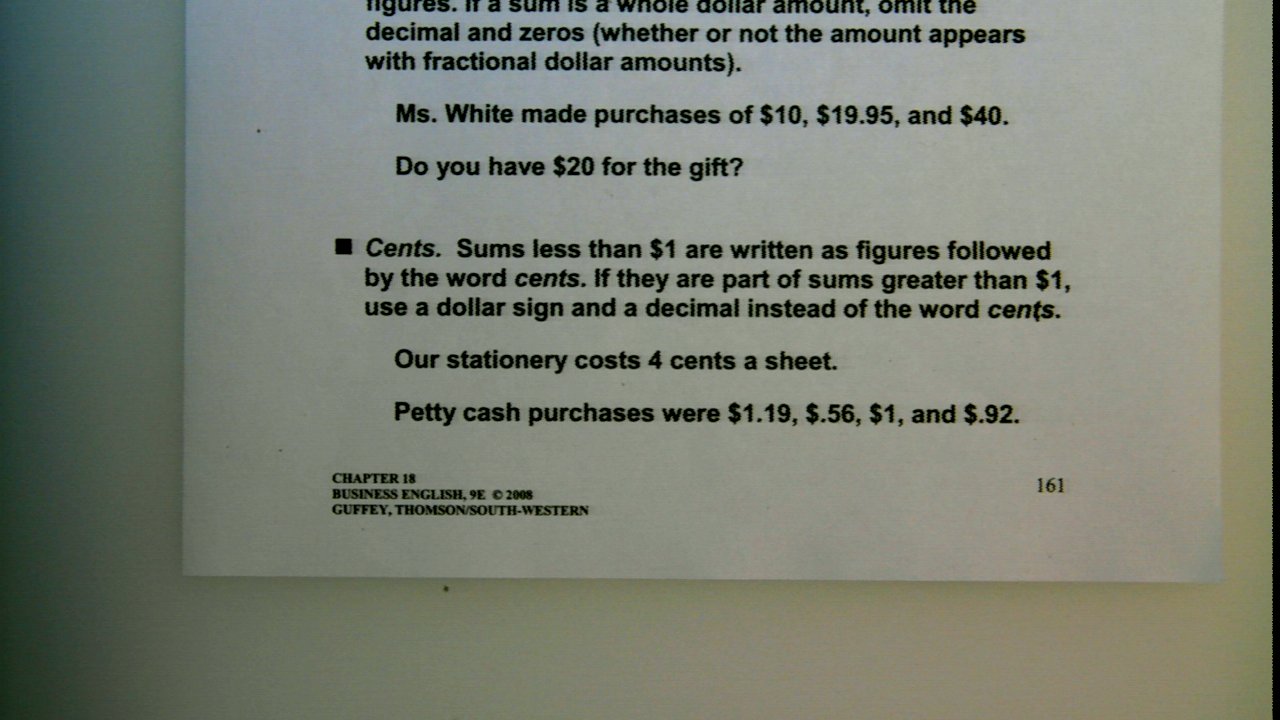 figures. If a sum is a whole dollar amount, omit the
decimal and zeros (whether or not the amount appears
with fractional dollar amounts).
Ms. White made purchases of $10, $19.95, and $40.
Do you have $20 for the gift?
■ Cents. Sums less than $1 are written as figures followed
by the word cents. If they are part of sums greater than $1,
use a dollar sign and a decimal instead of the word cents.
Our stationery costs 4 cents a sheet.
Petty cash purchases were $1.19, $.56, $1, and $.92.
CHAPTER 18
BUSINESS ENGLISH, 9E © 2008
GUFFEY, THOMSON/SOUTH-WESTERN
161